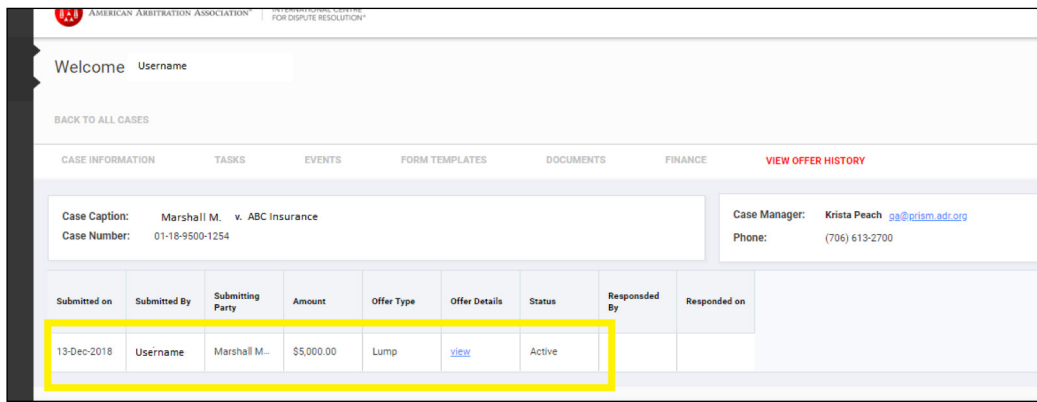 AMERICAN ARBITRATION ASSOCIATION®
INTERNATIONAL CENTRE
FOR DISPUTE RESOLUTION®
Welcome Username
BACK TO ALL CASES
CASE INFORMATION TASKS EVENTS FORM TEMPLATES DOCUMENTS FINANCE VIEW OFFER HISTORY
Case Caption: Marshall M. v. ABC Insurance
Case Number: 01-18-9500-1254
Case Manager: Krista Peach qa@prism.adr.org
Phone: (706) 613-2700
Submitted on Submitted By Submitting Party Amount Offer Type Offer Details Status Responsded By Responded on
13-Dec-2018 Username Marshall M... $5,000.00 Lump view Active